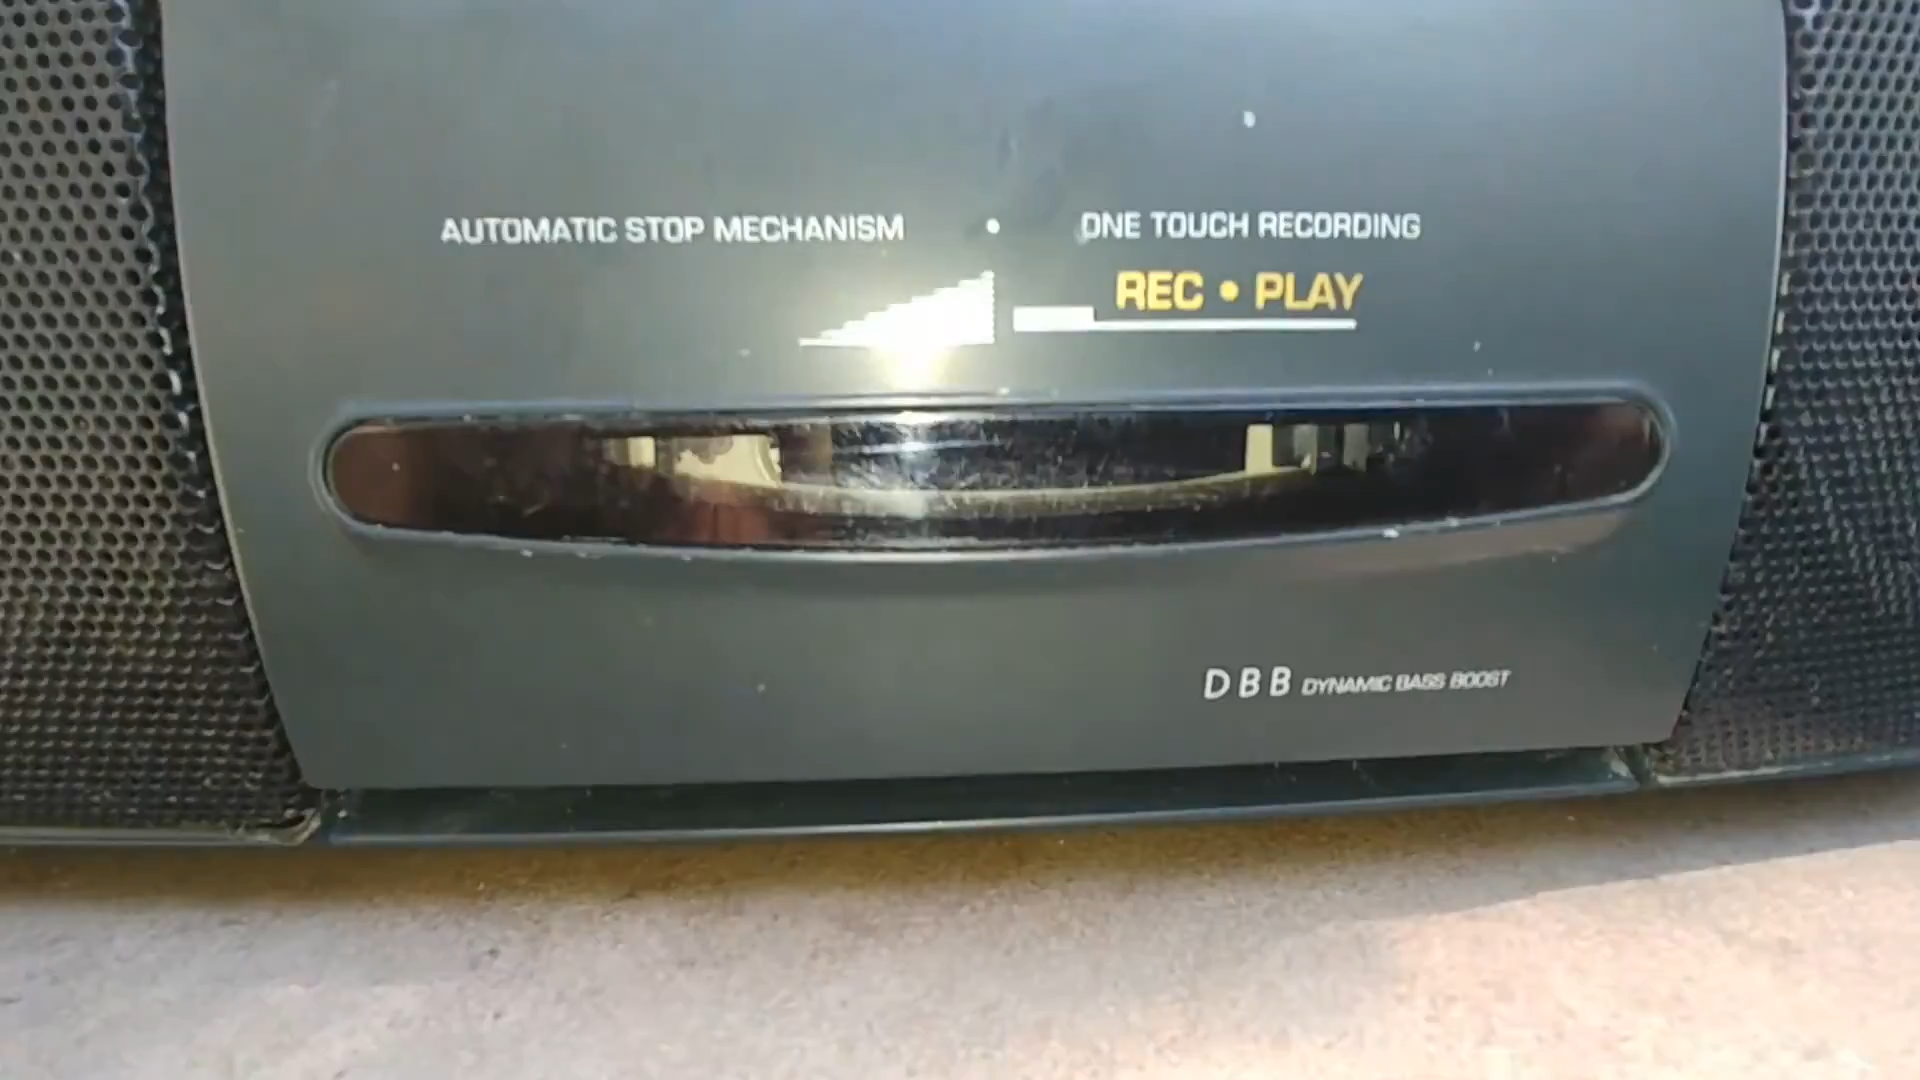 AUTOMATIC STOP MECHANISM • ONE TOUCH RECORDING
REC • PLAY
DBB DYNAMIC BASS BOOST